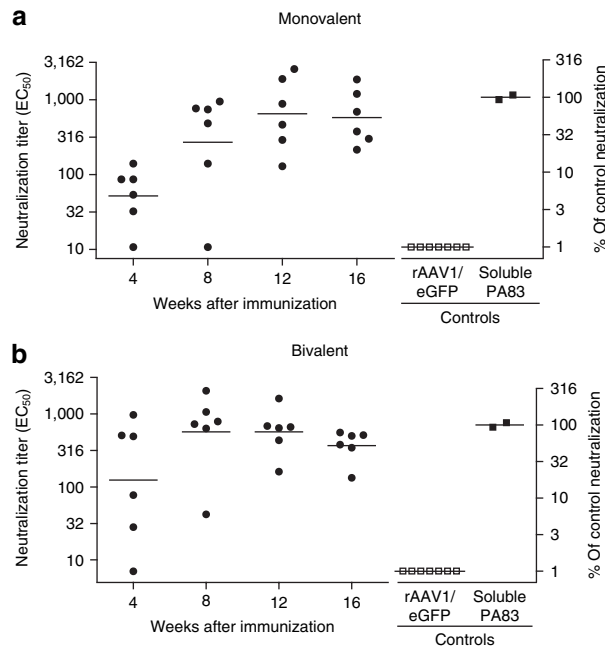 a
Monovalent
Neutralization titer (EC50)
3,162
1,000
316
100
32
10
4
8
12
16
Weeks after immunization
316
100
32
10
3
1
% Of control neutralization
rAAV1/
eGFP
Soluble
PA83
Controls
b
Bivalent
Neutralization titer (EC50)
3,162
1,000
316
100
32
10
4
8
12
16
Weeks after immunization
316
100
32
10
3
1
% Of control neutralization
rAAV1/
eGFP
Soluble
PA83
Controls